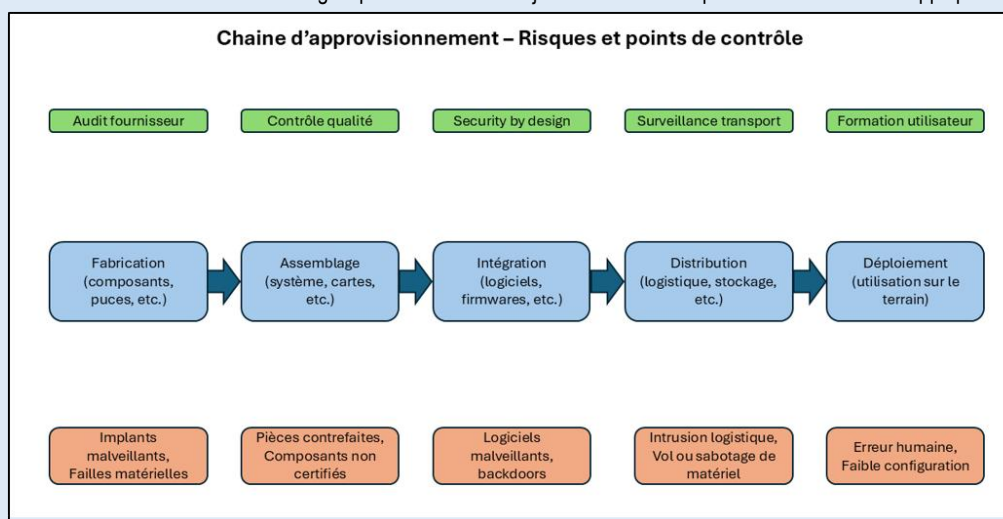 Chaine d'approvisionnement – Risques et points de contrôle
Audit fournisseur
Contrôle qualité
Security by design
Surveillance transport
Formation utilisateur
Fabrication
(composants,
puces, etc.)
Assemblage
(système, cartes,
etc.)
Intégration
(logiciels,
firmwares, etc.)
Distribution
(logistique, stockage,
etc.)
Déploiement
(utilisation sur le
terrain)
Implants
malveillants,
Failles matérielles
Pièces contrefaites,
Composants non
certifiés
Logiciels
malveillants,
backdoors
Intrusion logistique,
Vol ou sabotage de
matériel
Erreur humaine,
Faible configuration